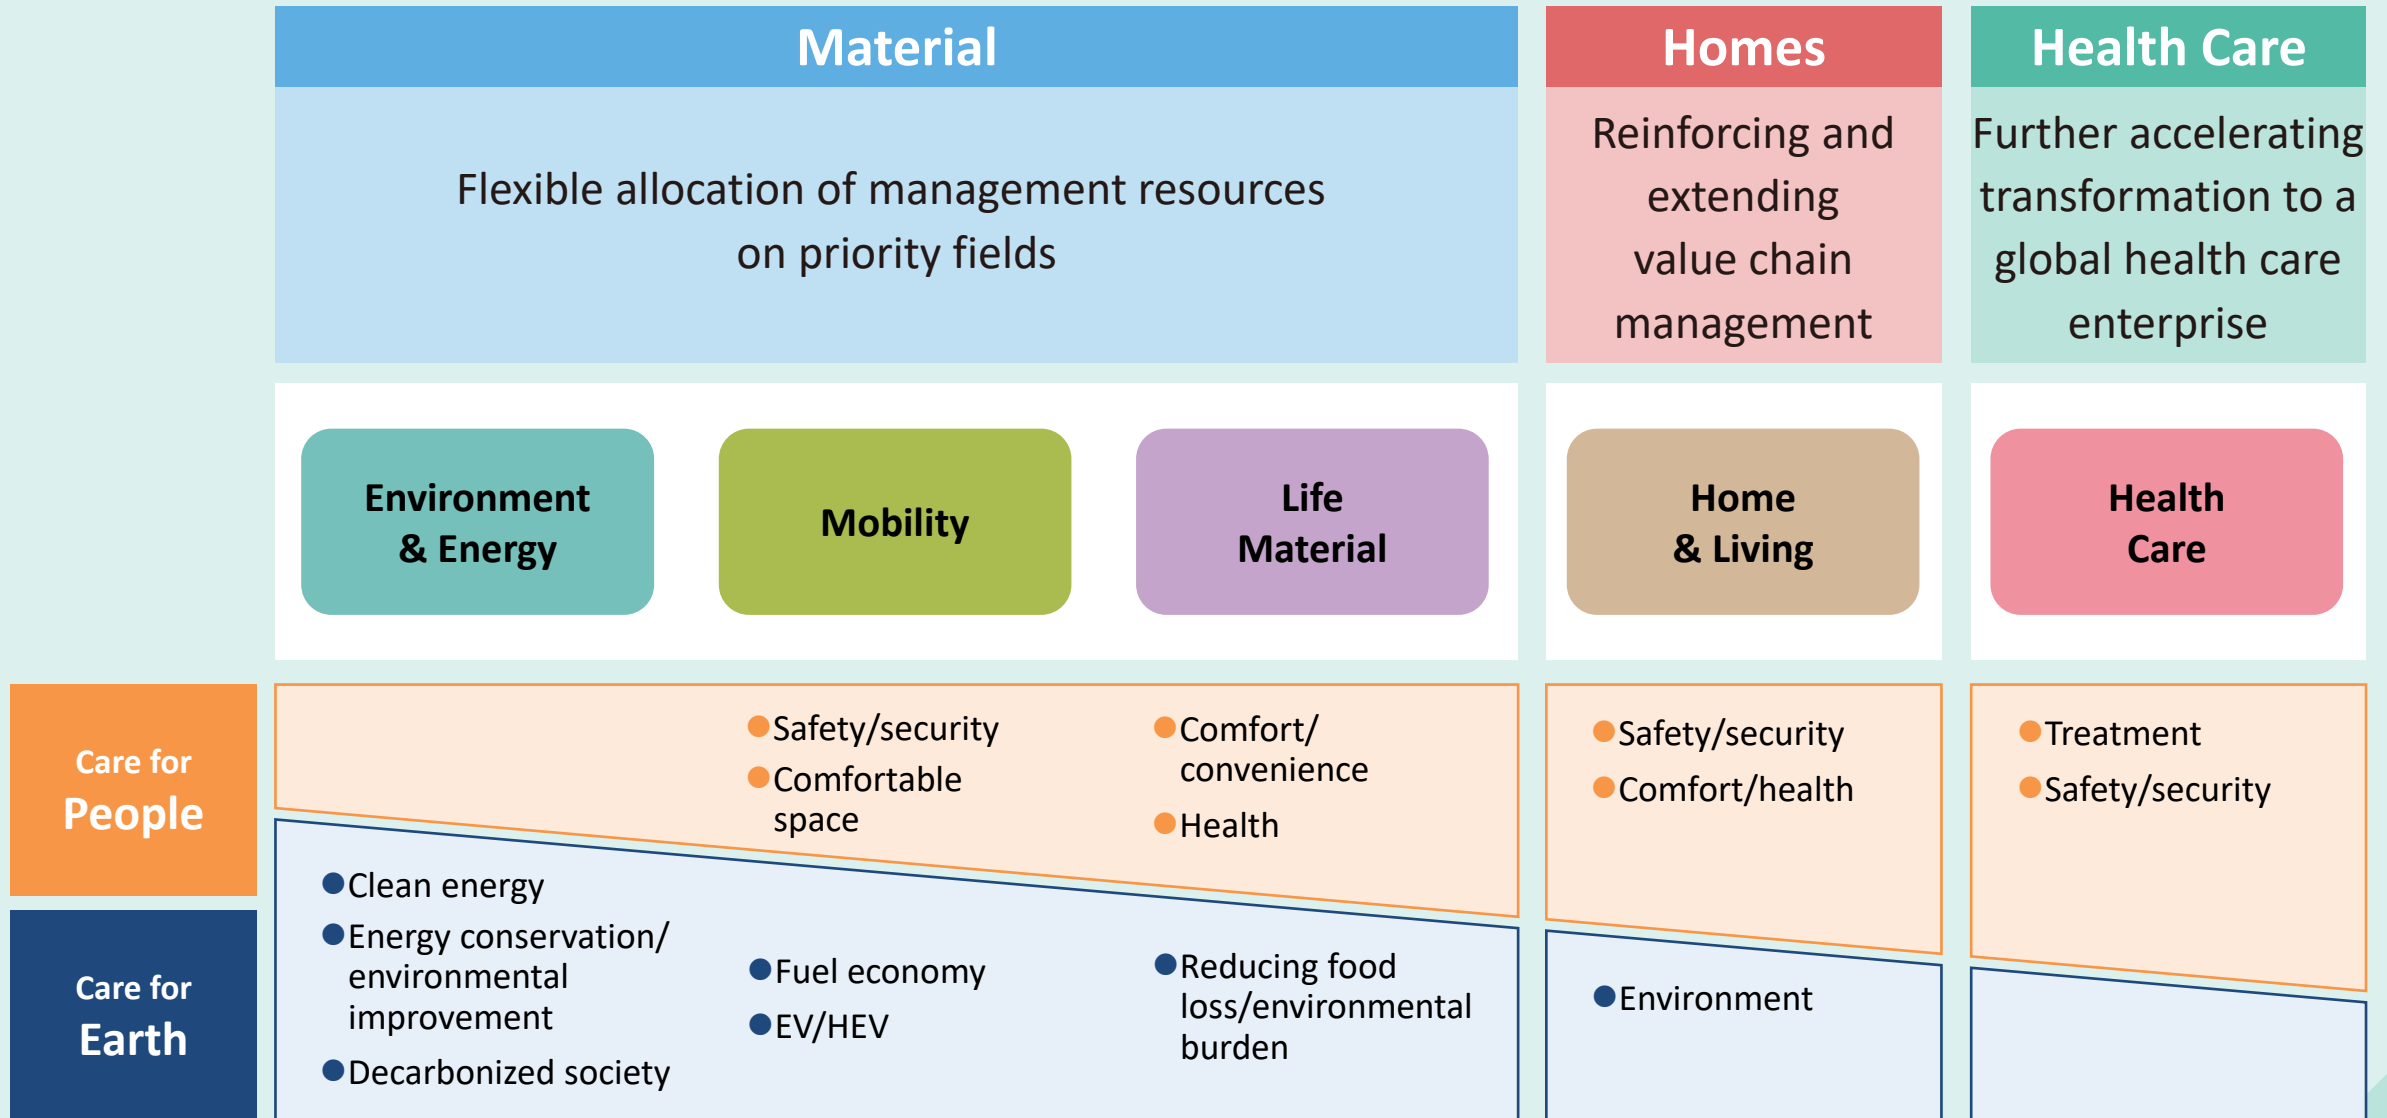 Material
Flexible allocation of management resources
on priority fields
Homes
Reinforcing and
extending
value chain
management
Health Care
Further accelerating
transformation to a
global health care
enterprise
Environment
& Energy
Mobility
Life
Material
Home
& Living
Health
Care
Care for
People
●Safety/security
●Comfortable
space
●Comfort/
convenience
●Health
●Safety/security
●Comfort/health
●Treatment
●Safety/security
Care for
Earth
●Clean energy
●Energy conservation/
environmental
improvement
●Decarbonized society
●Fuel economy
●EV/HEV
●Reducing food
loss/environmental
burden
●Environment